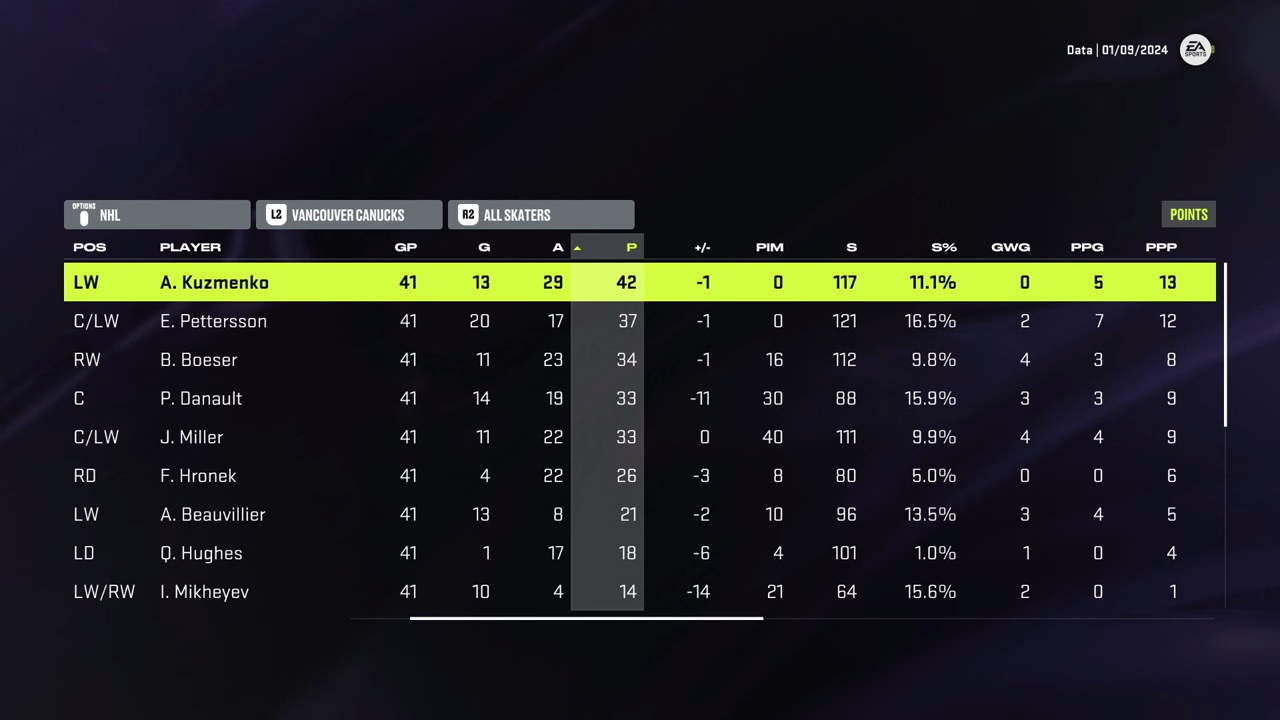 Data | 01/09/2024 EA SPORTS
OPTIONS NHL L2 VANCOUVER CANUCKS R2 ALL SKATERS POINTS
POS PLAYER GP G A P +/- PIM S S% GWG PPG PPP
LW A. Kuzmenko 41 13 29 42 -1 0 117 11.1% 0 5 13
C/LW E. Pettersson 41 20 17 37 -1 0 121 16.5% 2 7 12
RW B. Boeser 41 11 23 34 -1 16 112 9.8% 4 3 8
C P. Danault 41 14 19 33 -11 30 88 15.9% 3 3 9
C/LW J. Miller 41 11 22 33 0 40 111 9.9% 4 4 9
RD F. Hronek 41 4 22 26 -3 8 80 5.0% 0 0 6
LW A. Beauvillier 41 13 8 21 -2 10 96 13.5% 3 4 5
LD Q. Hughes 41 1 17 18 -6 4 101 1.0% 1 0 4
LW/RW I. Mikheyev 41 10 4 14 -14 21 64 15.6% 2 0 1